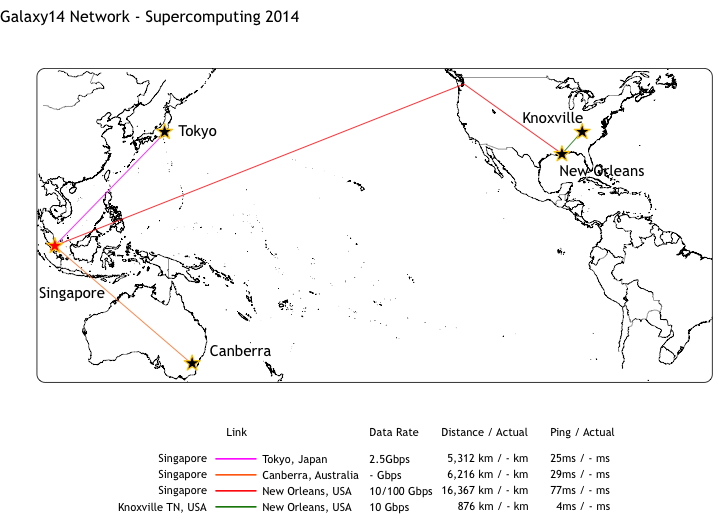 Galaxy14 Network - Supercomputing 2014
Knoxville
Tokyo
New Orleans
Singapore
Canberra
Link Data Rate Distance / Actual Ping / Actual
Singapore Tokyo, Japan 2.5Gbps 5,312 km / - km 25ms / - ms
Singapore Canberra, Australia - Gbps 6,216 km / - km 29ms / - ms
Singapore New Orleans, USA 10/100 Gbps 16,367 km / - km 77ms / - ms
Knoxville TN, USA New Orleans, USA 10 Gbps 876 km / - km 4ms / - ms